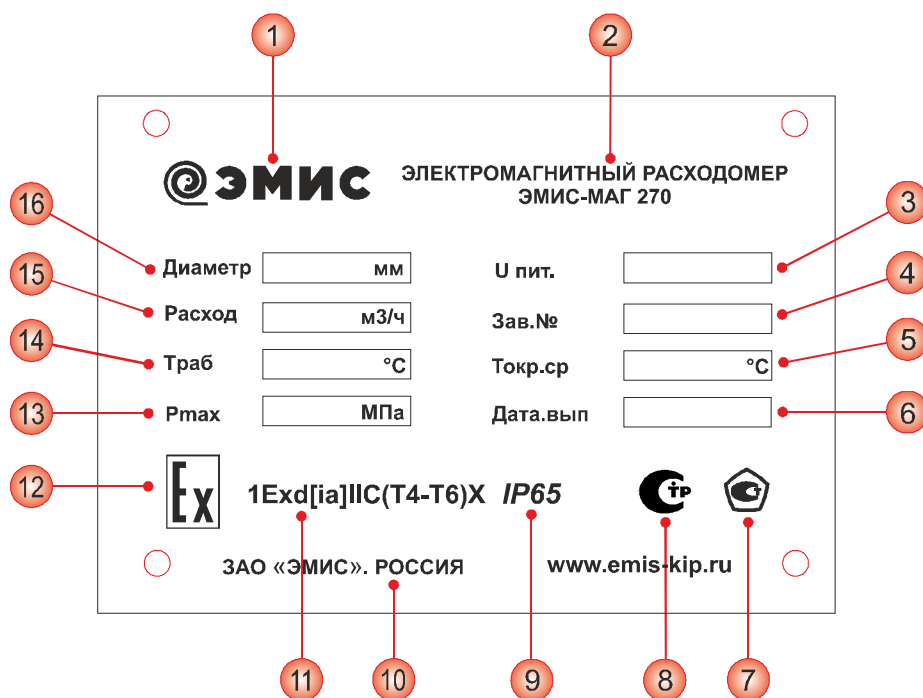 1
2
ЭМИС
ЭЛЕКТРОМАГНИТНЫЙ РАСХОДОМЕР
ЭМИС-МАГ 270
16
Диаметр мм
U пит.
3
15
Расход м3/ч
Зав.№
4
14
Траб °C
Токр.ср °C
5
13
Pmax МПа
Дата.вып
6
12
Ex
1Exd[ia]IIC(T4-T6)X IP65
СТР
СТ
ЗАО «ЭМИС». РОССИЯ
www.emis-kip.ru
11
10
9
8
7